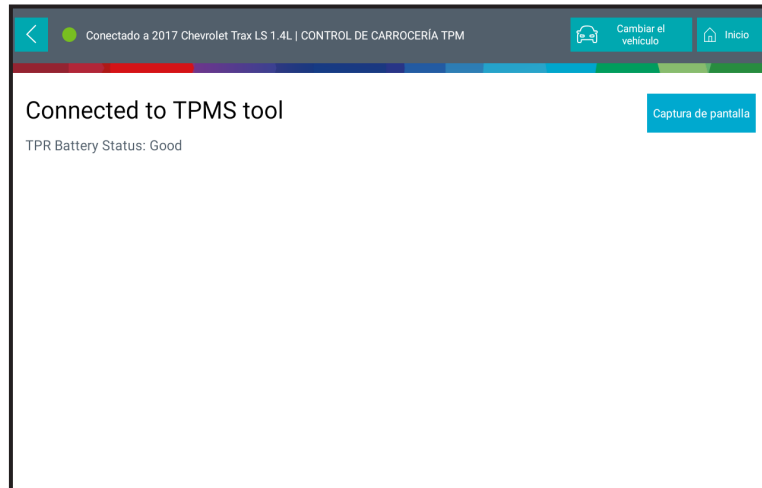 Conectado a 2017 Chevrolet Trax LS 1.4L | CONTROL DE CARROCERÍA TPM
Cambiar el
vehículo
Inicio
Connected to TPMS tool
Captura de pantalla
TPR Battery Status: Good